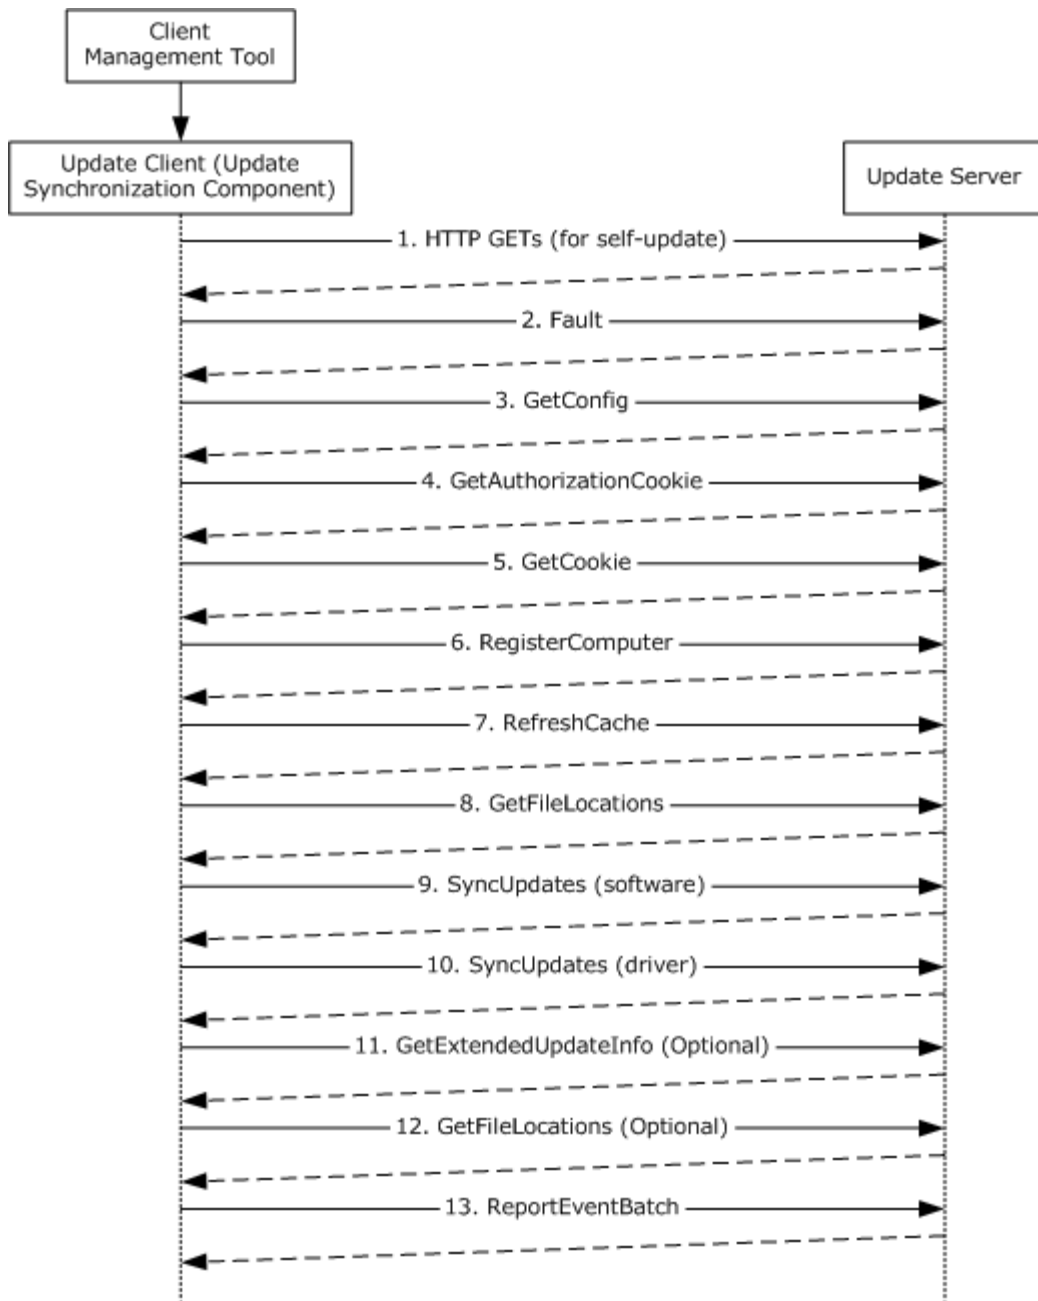 Client
Management Tool
Update Client (Update
Synchronization Component)
Update Server
1. HTTP GETs (for self-update)
2. Fault
3. GetConfig
4. GetAuthorizationCookie
5. GetCookie
6. RegisterComputer
7. RefreshCache
8. GetFileLocations
9. SyncUpdates (software)
10. SyncUpdates (driver)
11. GetExtendedUpdateInfo (Optional)
12. GetFileLocations (Optional)
13. ReportEventBatch